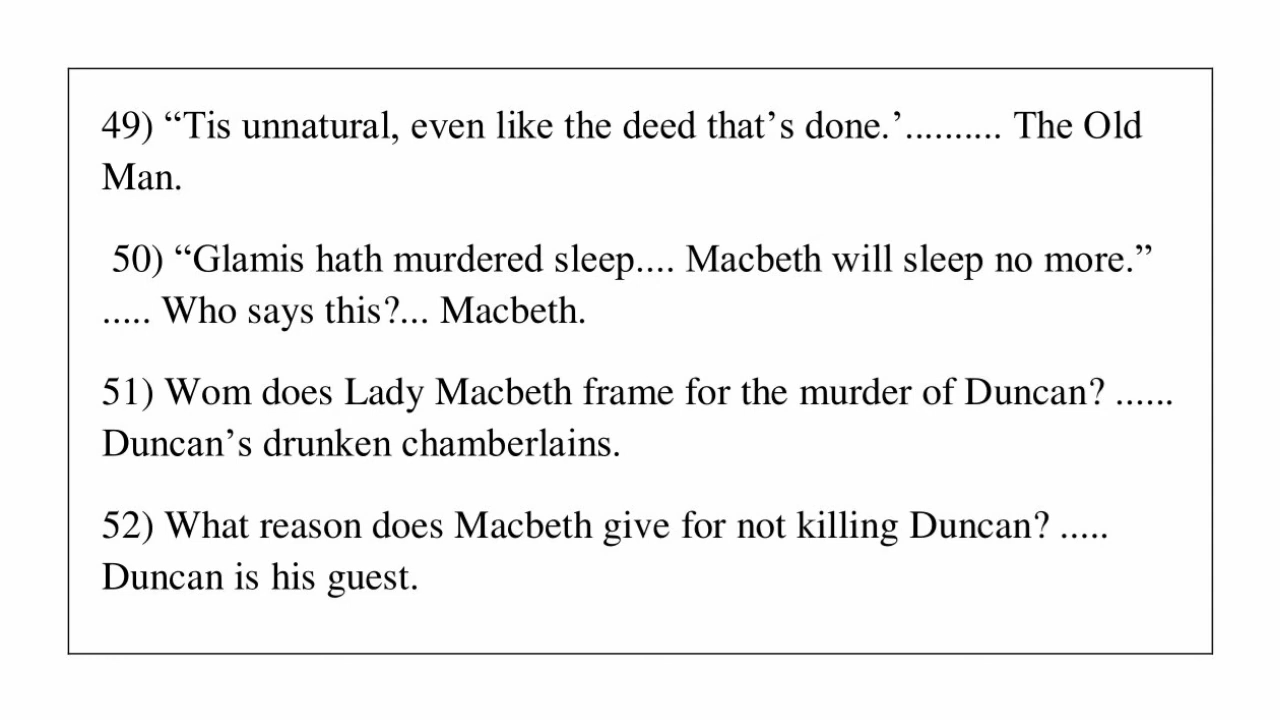 49) “Tis unnatural, even like the deed that’s done.’.......... The Old
Man.
50) “Glamis hath murdered sleep.... Macbeth will sleep no more.”
..... Who says this?... Macbeth.
51) Wom does Lady Macbeth frame for the murder of Duncan? ......
Duncan’s drunken chamberlains.
52) What reason does Macbeth give for not killing Duncan? .....
Duncan is his guest.